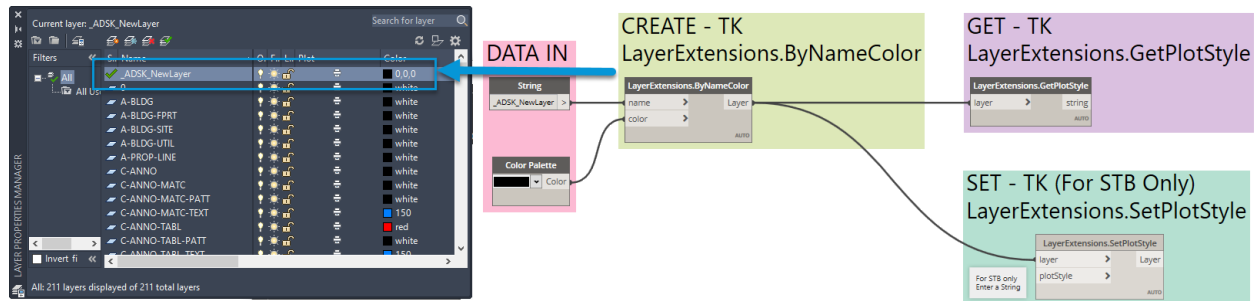 Current layer: _ADSK_NewLayer
Search for layer
Filters
Name
Plot
Color
All
_ADSK_NewLayer
0,0,0
0
white
A-BLDG
white
A-BLDG-FPRT
white
A-BLDG-SITE
white
A-BLDG-UTIL
white
A-PROP-LINE
white
C-ANNO
white
C-ANNO-MATC
white
C-ANNO-MATC-PATT
white
C-ANNO-MATC-TEXT
150
C-ANNO-TABL
red
C-ANNO-TABL-PATT
white
C-ANNO-TABL-TEXT
150
Invert fi
All: 211 layers displayed of 211 total layers
LAYER PROPERTIES MANAGER
DATA IN
String
_ADSK_NewLayer >
Color Palette
Color
CREATE - TK
LayerExtensions.ByNameColor
LayerExtensions.ByNameColor
name > Layer
color >
AUTO
GET - TK
LayerExtensions.GetPlotStyle
LayerExtensions.GetPlotStyle
layer > string
AUTO
SET - TK (For STB Only)
LayerExtensions.SetPlotStyle
LayerExtensions.SetPlotStyle
layer > Layer
plotStyle >
AUTO
For STB only
Enter a String